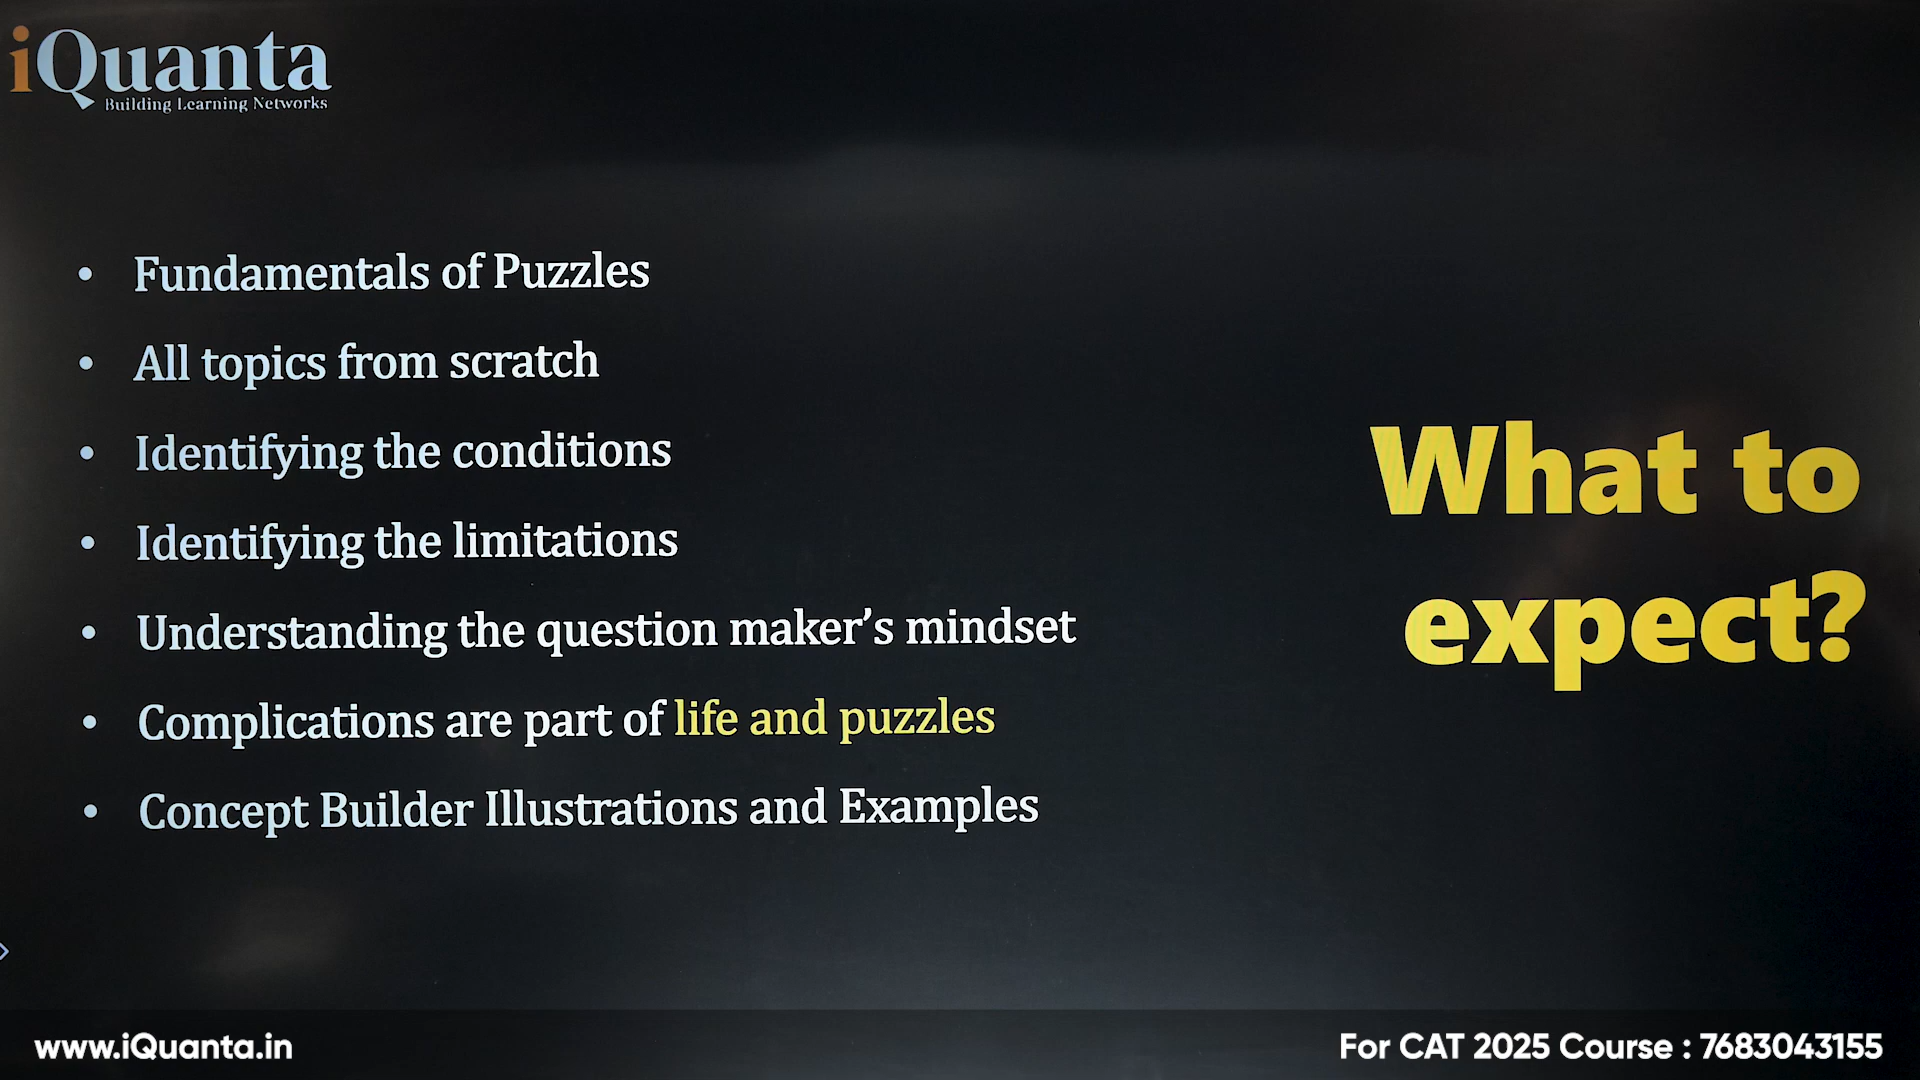 iQuanta
Building Learning Networks
• Fundamentals of Puzzles
• All topics from scratch
• Identifying the conditions
• Identifying the limitations
• Understanding the question maker’s mindset
• Complications are part of life and puzzles
• Concept Builder Illustrations and Examples
What to
expect?
www.iQuanta.in
For CAT 2025 Course : 7683043155